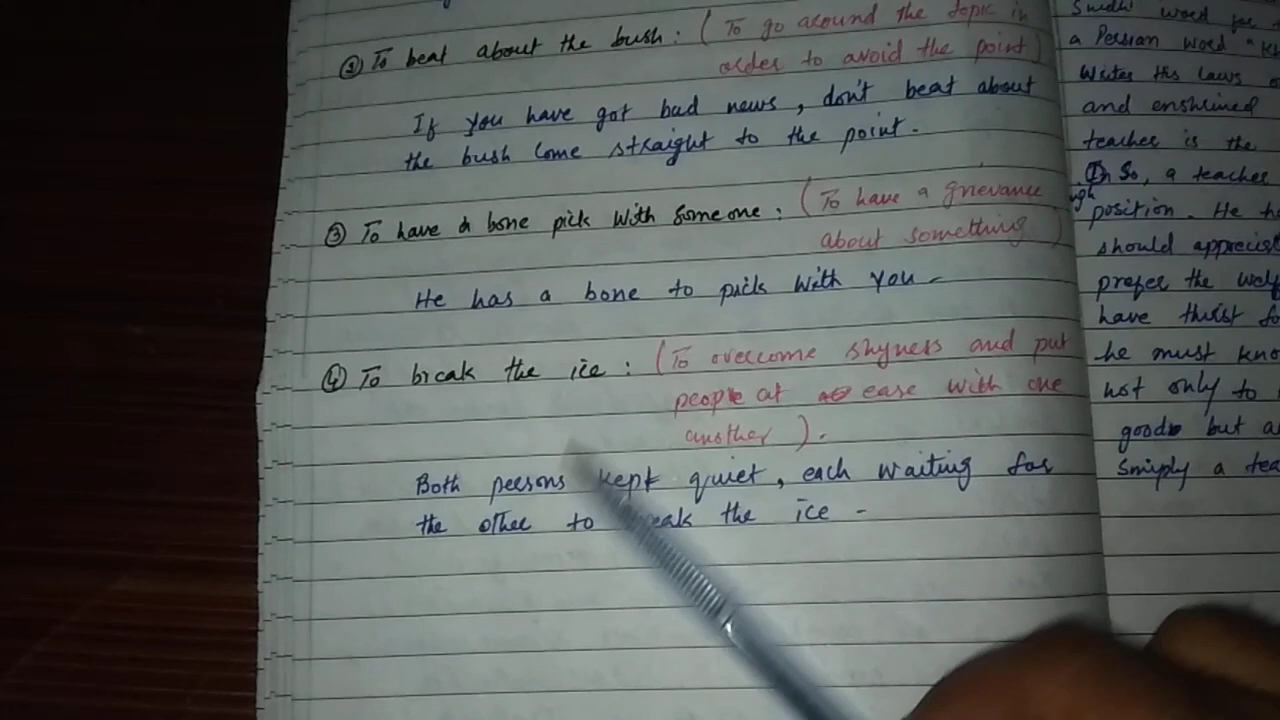 ② To beat about the bush : ( To go around the topic in
order to avoid the point )
If you have got bad news , don't beat about
the bush come straight to the point .
③ To have a bone pick with someone : ( To have a grievance
about something )
He has a bone to pick with you -
④ To break the ice : ( To overcome shyness and put
people at ease with one
another ) .
Both persons kept quiet , each waiting for
the other to break the ice -
word
a Persian word
Writes His Laws
and enshrined
teacher is the
So, a teacher
position . He
should
prefer the
have thirst
he must
not only to
good but
Simply a